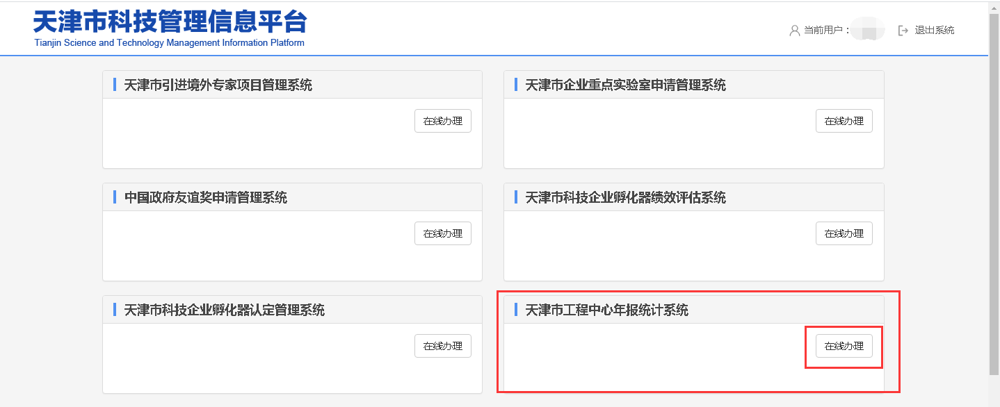 天津市科技管理信息平台
Tianjin Science and Technology Management Information Platform
当前用户：
退出系统
天津市引进境外专家项目管理系统
在线办理
天津市企业重点实验室申请管理系统
在线办理
中国政府友谊奖申请管理系统
在线办理
天津市科技企业孵化器绩效评估系统
在线办理
天津市科技企业孵化器认定管理系统
在线办理
天津市工程中心年报统计系统
在线办理